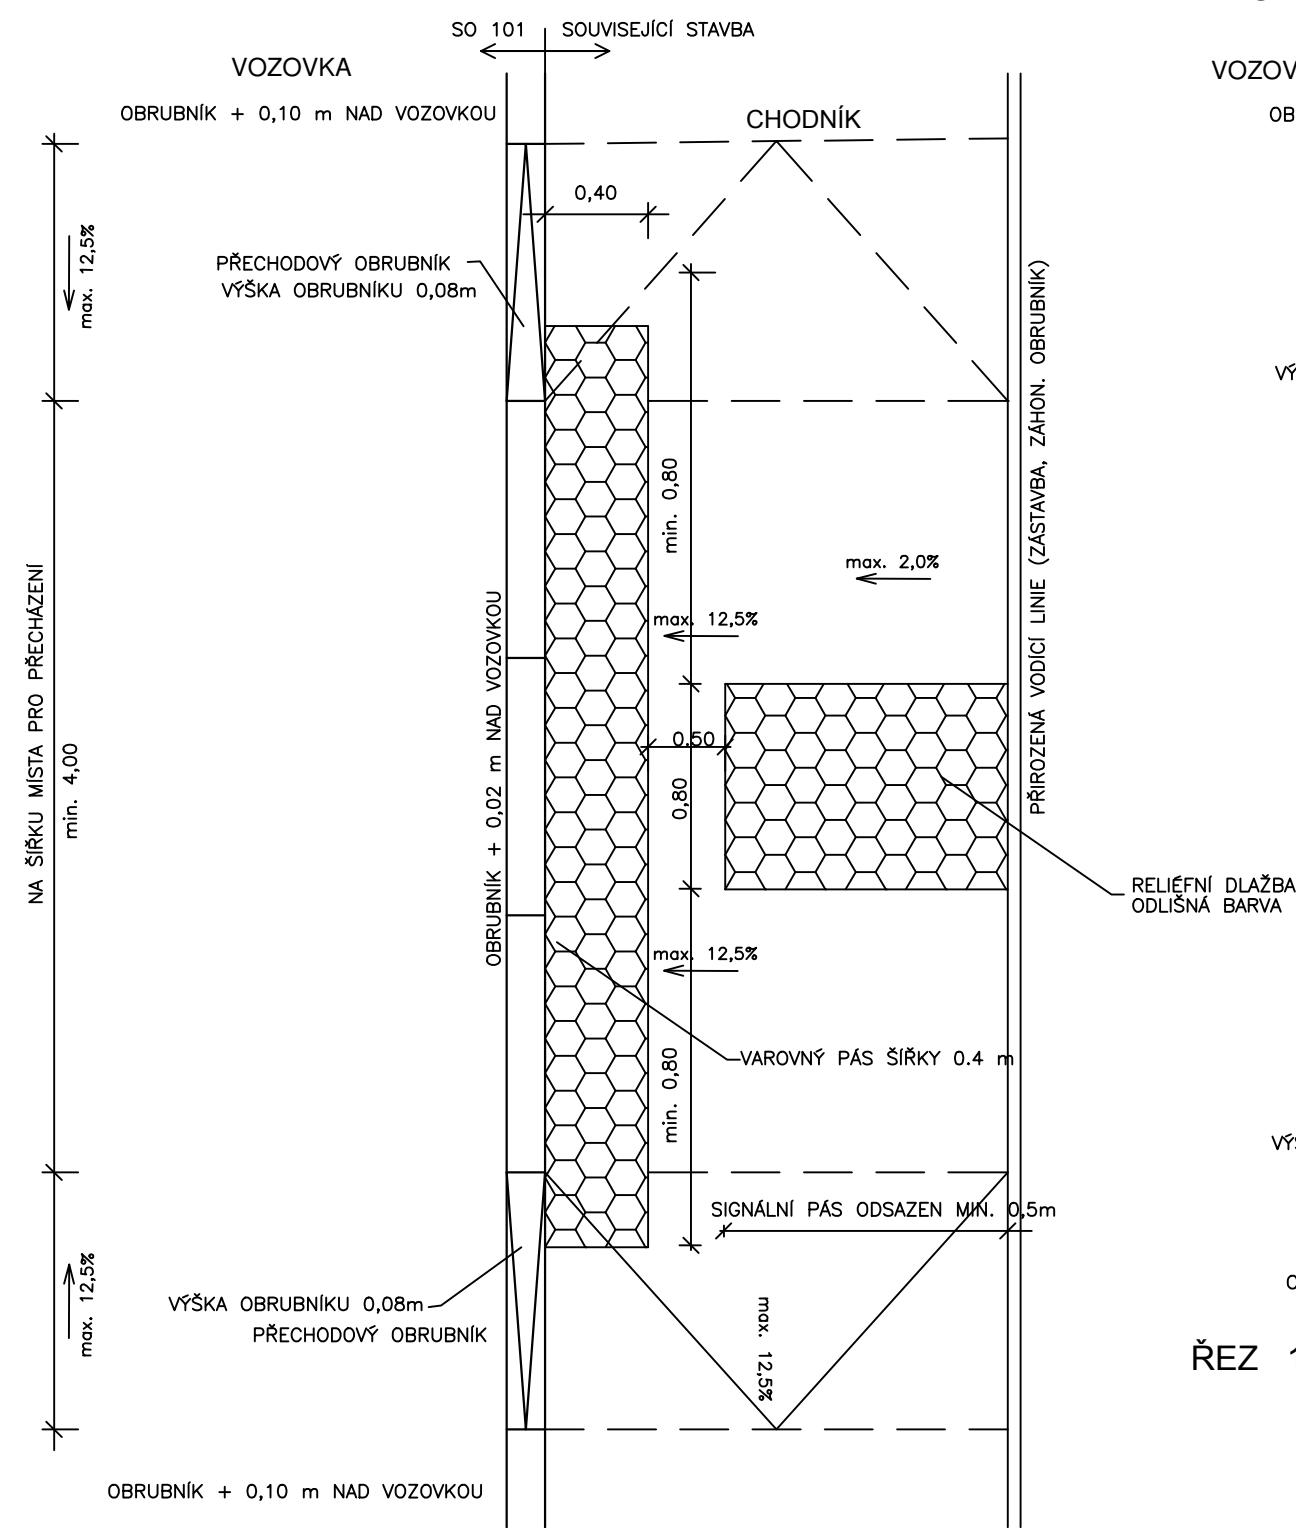 SO 101
SOUVISEJÍCÍ STAVBA
VOZOVKA
OBRUBNÍK + 0,10 m NAD VOZOVKOU
CHODNÍK
0,40
max. 12,5%
PŘECHODOVÝ OBRUBNÍK
VÝŠKA OBRUBNÍKU 0,08m
PŘIROZENÁ VODÍCÍ LINIE (ZÁSTAVBA, ZÁHON. OBRUBNÍK)
min. 0,80
max. 2,0%
max. 12,5%
NA ŠÍŘKU MÍSTA PRO PŘECHÁZENÍ
min. 4,00
OBRUBNÍK + 0,02 m NAD VOZOVKOU
0,50
0,80
RELIÉFNÍ DLAŽBA
ODLIŠNÁ BARVA
max. 12,5%
VAROVNÝ PÁS ŠÍŘKY 0.4 m
min. 0,80
SIGNÁLNÍ PÁS ODSAZEN MIN. 0,5m
max. 12,5%
VÝŠKA OBRUBNÍKU 0,08m
PŘECHODOVÝ OBRUBNÍK
max. 12,5%
OBRUBNÍK + 0,10 m NAD VOZOVKOU
VOZOV
OB
VÝ
ŘEZ